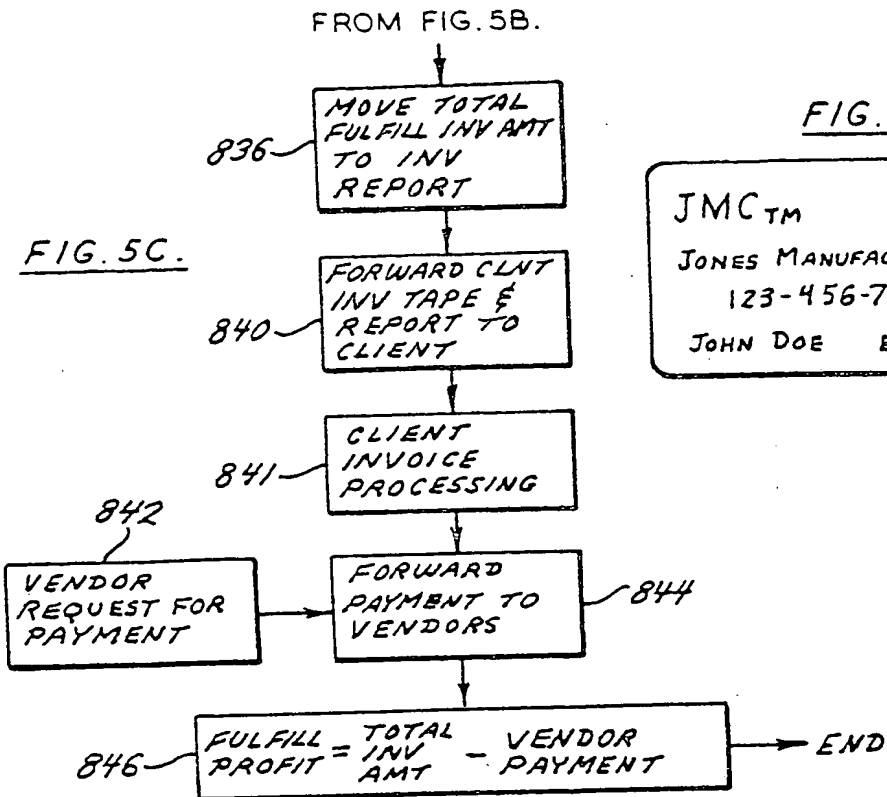 FROM FIG. 5B.
MOVE TOTAL
FULFILL INV AMT
TO INV
REPORT
836
FIG.
JMC TM
JONES MANUFAC
123-456-7
JOHN DOE E
FIG. 5C.
FORWARD CLNT
INV TAPE &
REPORT TO
CLIENT
840
CLIENT
INVOICE
PROCESSING
841
842
VENDOR
REQUEST FOR
PAYMENT
FORWARD
PAYMENT TO
VENDORS
844
FULFILL PROFIT = TOTAL INV AMT - VENDOR PAYMENT
END
846